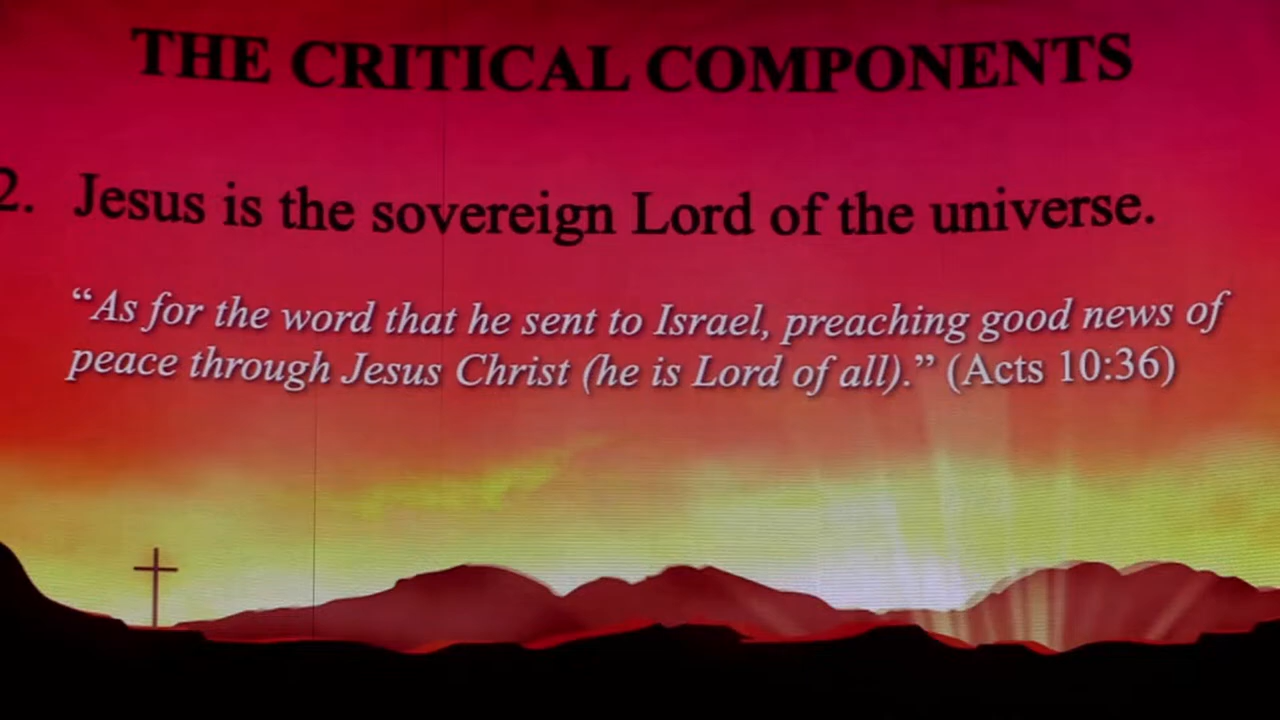 THE CRITICAL COMPONENTS
2. Jesus is the sovereign Lord of the universe.
“As for the word that he sent to Israel, preaching good news of
peace through Jesus Christ (he is Lord of all).” (Acts 10:36)